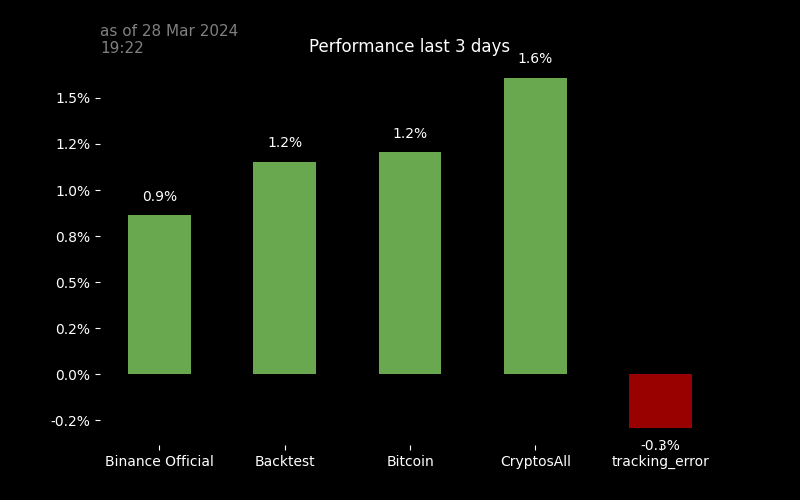 as of 28 Mar 2024
19:22
Performance last 3 days
1.6%
1.5%
1.2%
1.2%
1.2%
1.0%
0.9%
0.8%
0.5%
0.2%
0.0%
-0.2%
-0.3%
Binance Official
Backtest
Bitcoin
CryptosAll
tracking_error